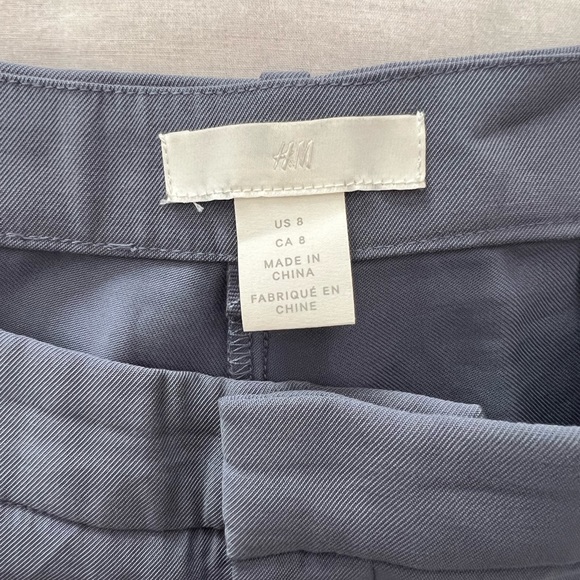 H&M
US 8
CA 8
MADE IN
CHINA
FABRIQUÉ EN
CHINE